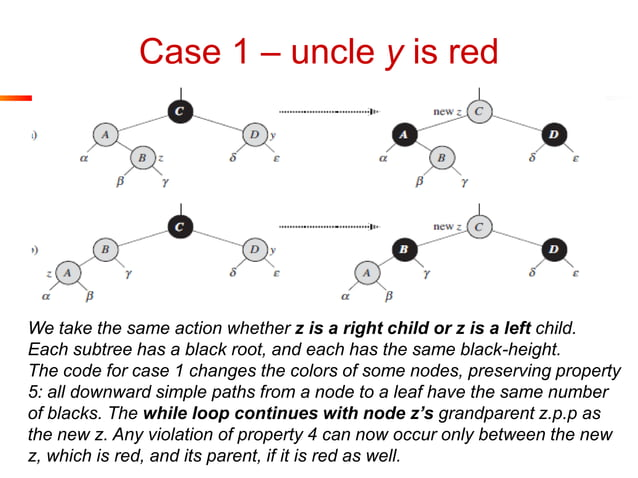 Case 1 – uncle y is red
C
new z C
A D y
A D
α B z δ ε
α B δ ε
β γ
β γ
C
new z C
B D y
B D
z A γ δ ε
A γ δ ε
α β
α β
We take the same action whether z is a right child or z is a left child.
Each subtree has a black root, and each has the same black-height.
The code for case 1 changes the colors of some nodes, preserving property
5: all downward simple paths from a node to a leaf have the same number
of blacks. The while loop continues with node z’s grandparent z.p.p as
the new z. Any violation of property 4 can now occur only between the new
z, which is red, and its parent, if it is red as well.